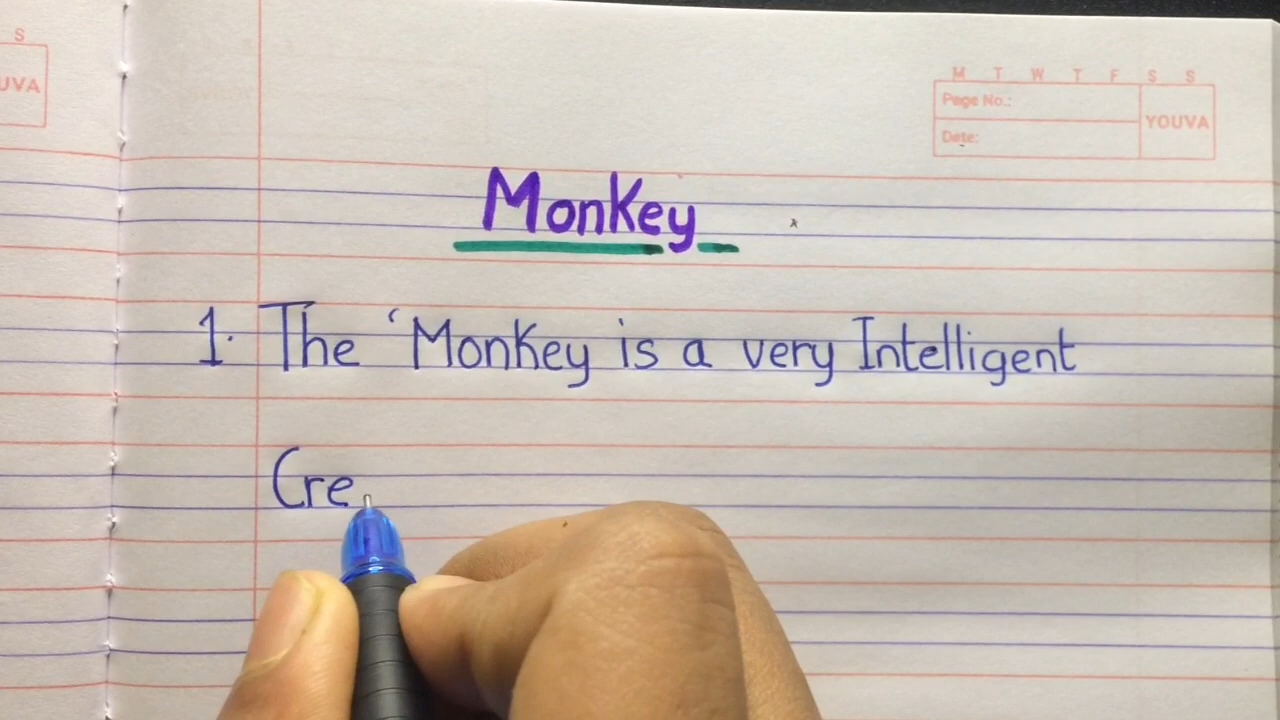 S
UVA
M T W T F S S
Page No.:
YOUVA
Date:
Monkey
1. The ‘Monkey is a very Intelligent
Cre